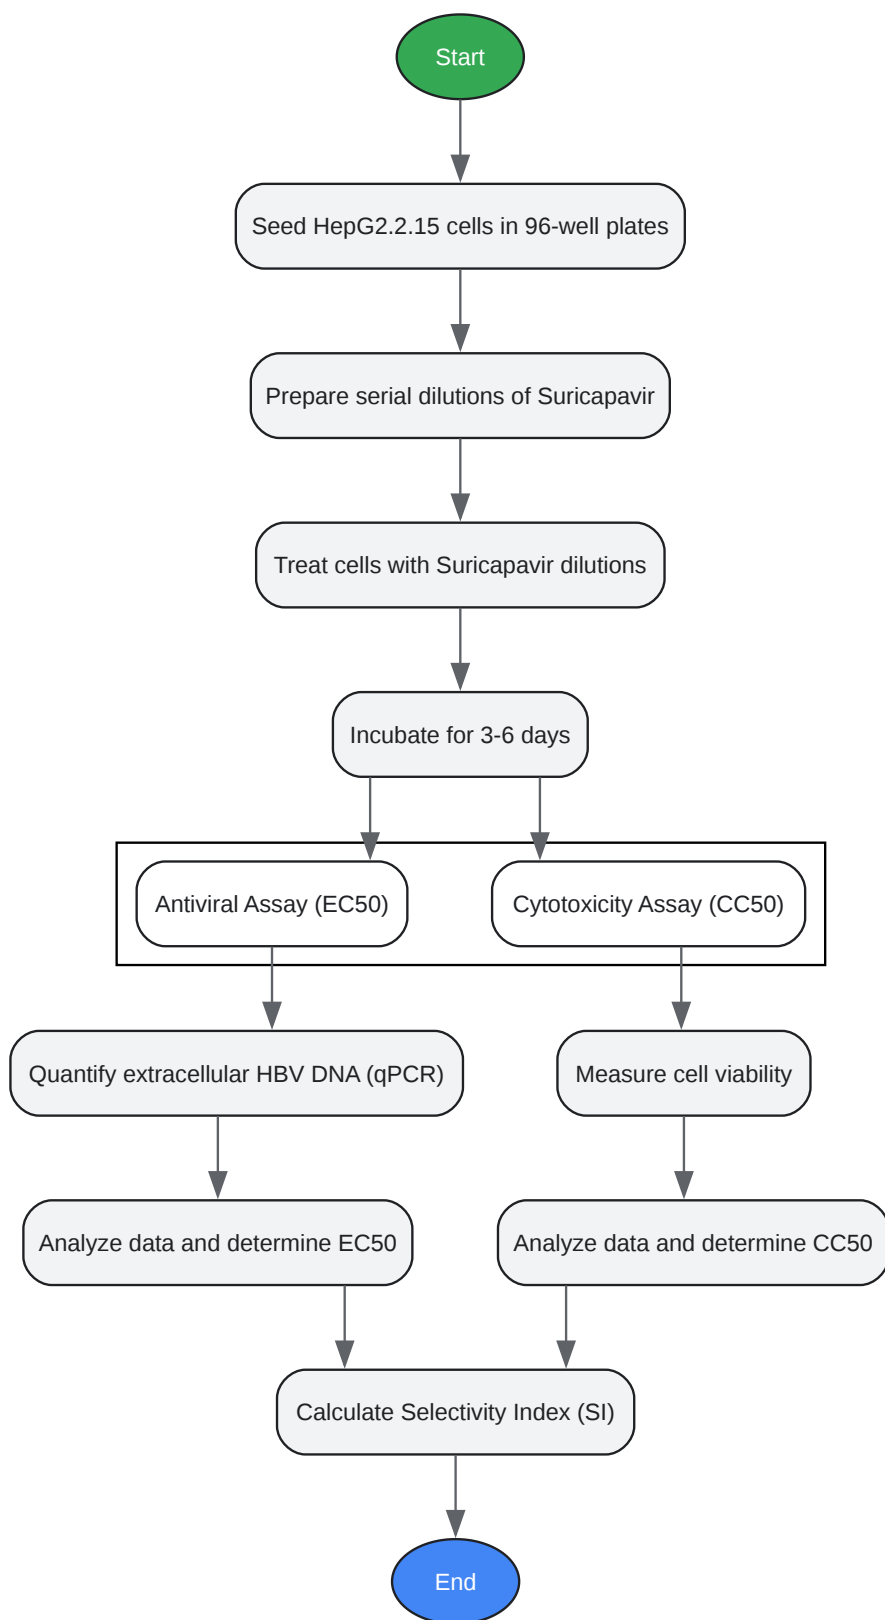 Start
Seed HepG2.2.15 cells in 96-well plates
Prepare serial dilutions of Suricapavir
Treat cells with Suricapavir dilutions
Incubate for 3-6 days
Antiviral Assay (EC50)
Cytotoxicity Assay (CC50)
Quantify extracellular HBV DNA (qPCR)
Measure cell viability
Analyze data and determine EC50
Analyze data and determine CC50
Calculate Selectivity Index (SI)
End